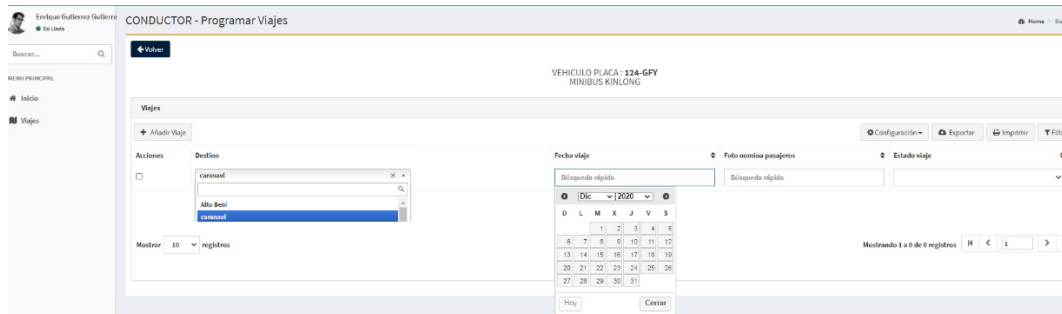 Enrique Gutierrez Gutierre
En Linea
CONDUCTOR - Programar Viajes
Home
Buscar...
Volver
MENU PRINCIPAL
VEHICULO PLACA : 124-GFY
MINIBUS KINLONG
Inicio
Viajes
Viajes
+ Añadir Viaje
Configuración
Exportar
Imprimir
Acciones
Destino
Fecha viaje
Foto nomina pasajeros
Estado viaje
caranavi
Búsqueda rápida
Búsqueda rápida
Alto Beni
caranavi
Dic 2020
D L M X J V S
1 2 3 4 5
6 7 8 9 10 11 12
13 14 15 16 17 18 19
20 21 22 23 24 25 26
27 28 29 30 31
Hoy Cerrar
Mostrar 10 registros
Mostrando 1 a 0 de 0 registros
1